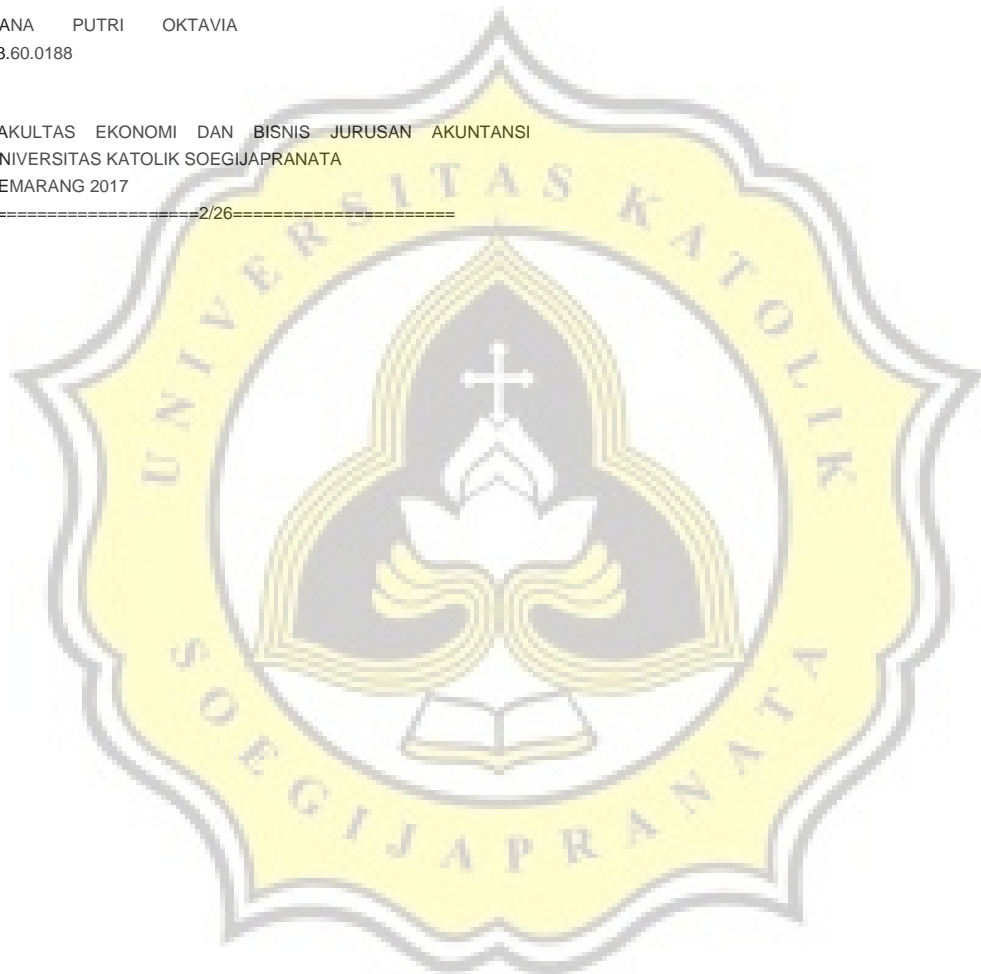 ANA PUTRI OKTAVIA
3.60.0188
AKULTAS EKONOMI DAN BISNIS JURUSAN AKUNTANSI
NIVERSITAS KATOLIK SOEGIJAPRANATA
EMARANG 2017
====================2/26======================
UNIVERSITAS KATOLIK
SOEGIJAPRANATA